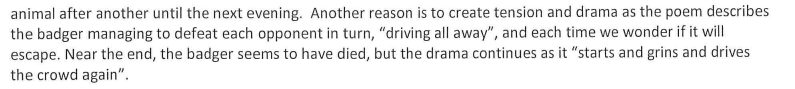 animal after another until the next evening.  Another reason is to create tension and drama as the poem describes
the badger managing to defeat each opponent in turn, “driving all away”, and each time we wonder if it will
escape. Near the end, the badger seems to have died, but the drama continues as it “starts and grins and drives
the crowd again”.